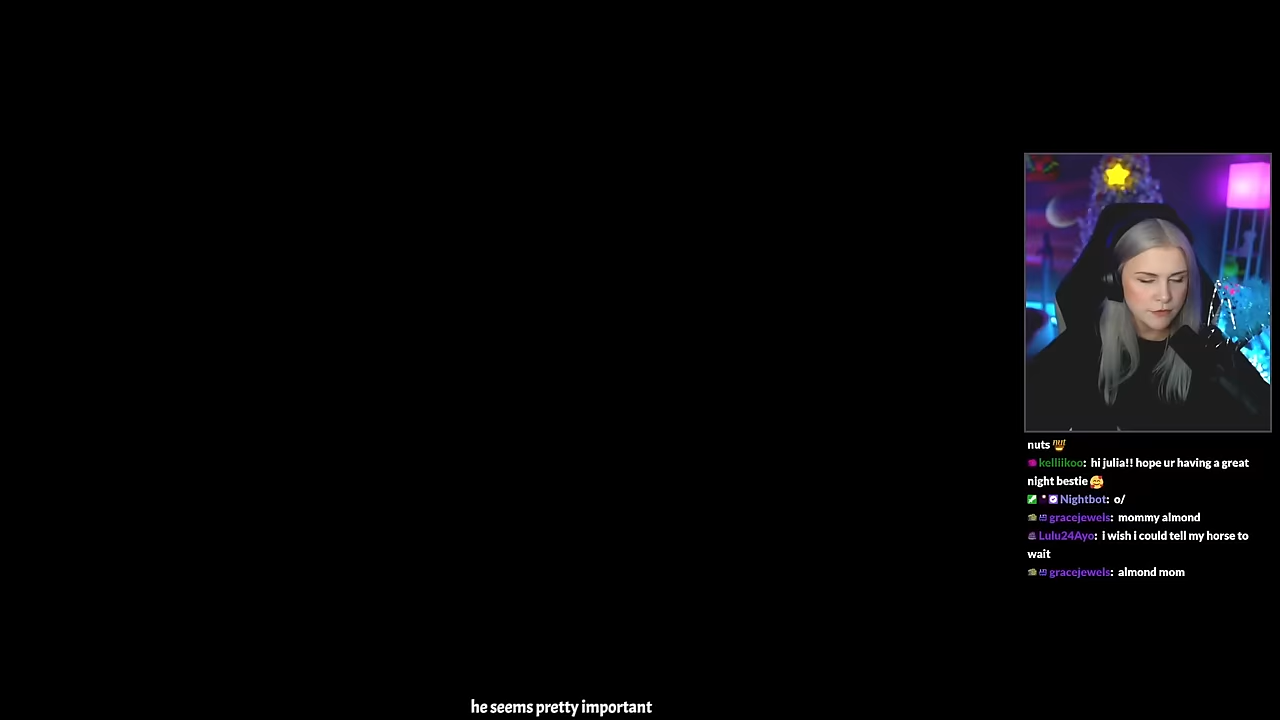 nuts
kelliikoo: hi julia!! hope ur having a great
night bestie
Nightbot: o/
gracejewels: mommy almond
Lulu24Ayo: i wish i could tell my horse to
wait
gracejewels: almond mom
he seems pretty important